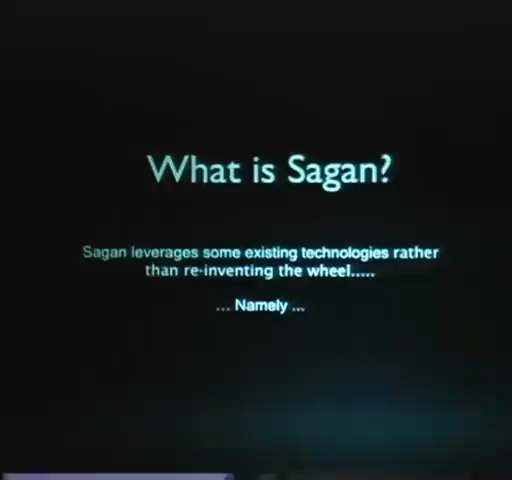 What is Sagan?
Sagan leverages some existing technologies rather
than re-inventing the wheel.....
... Namely ...